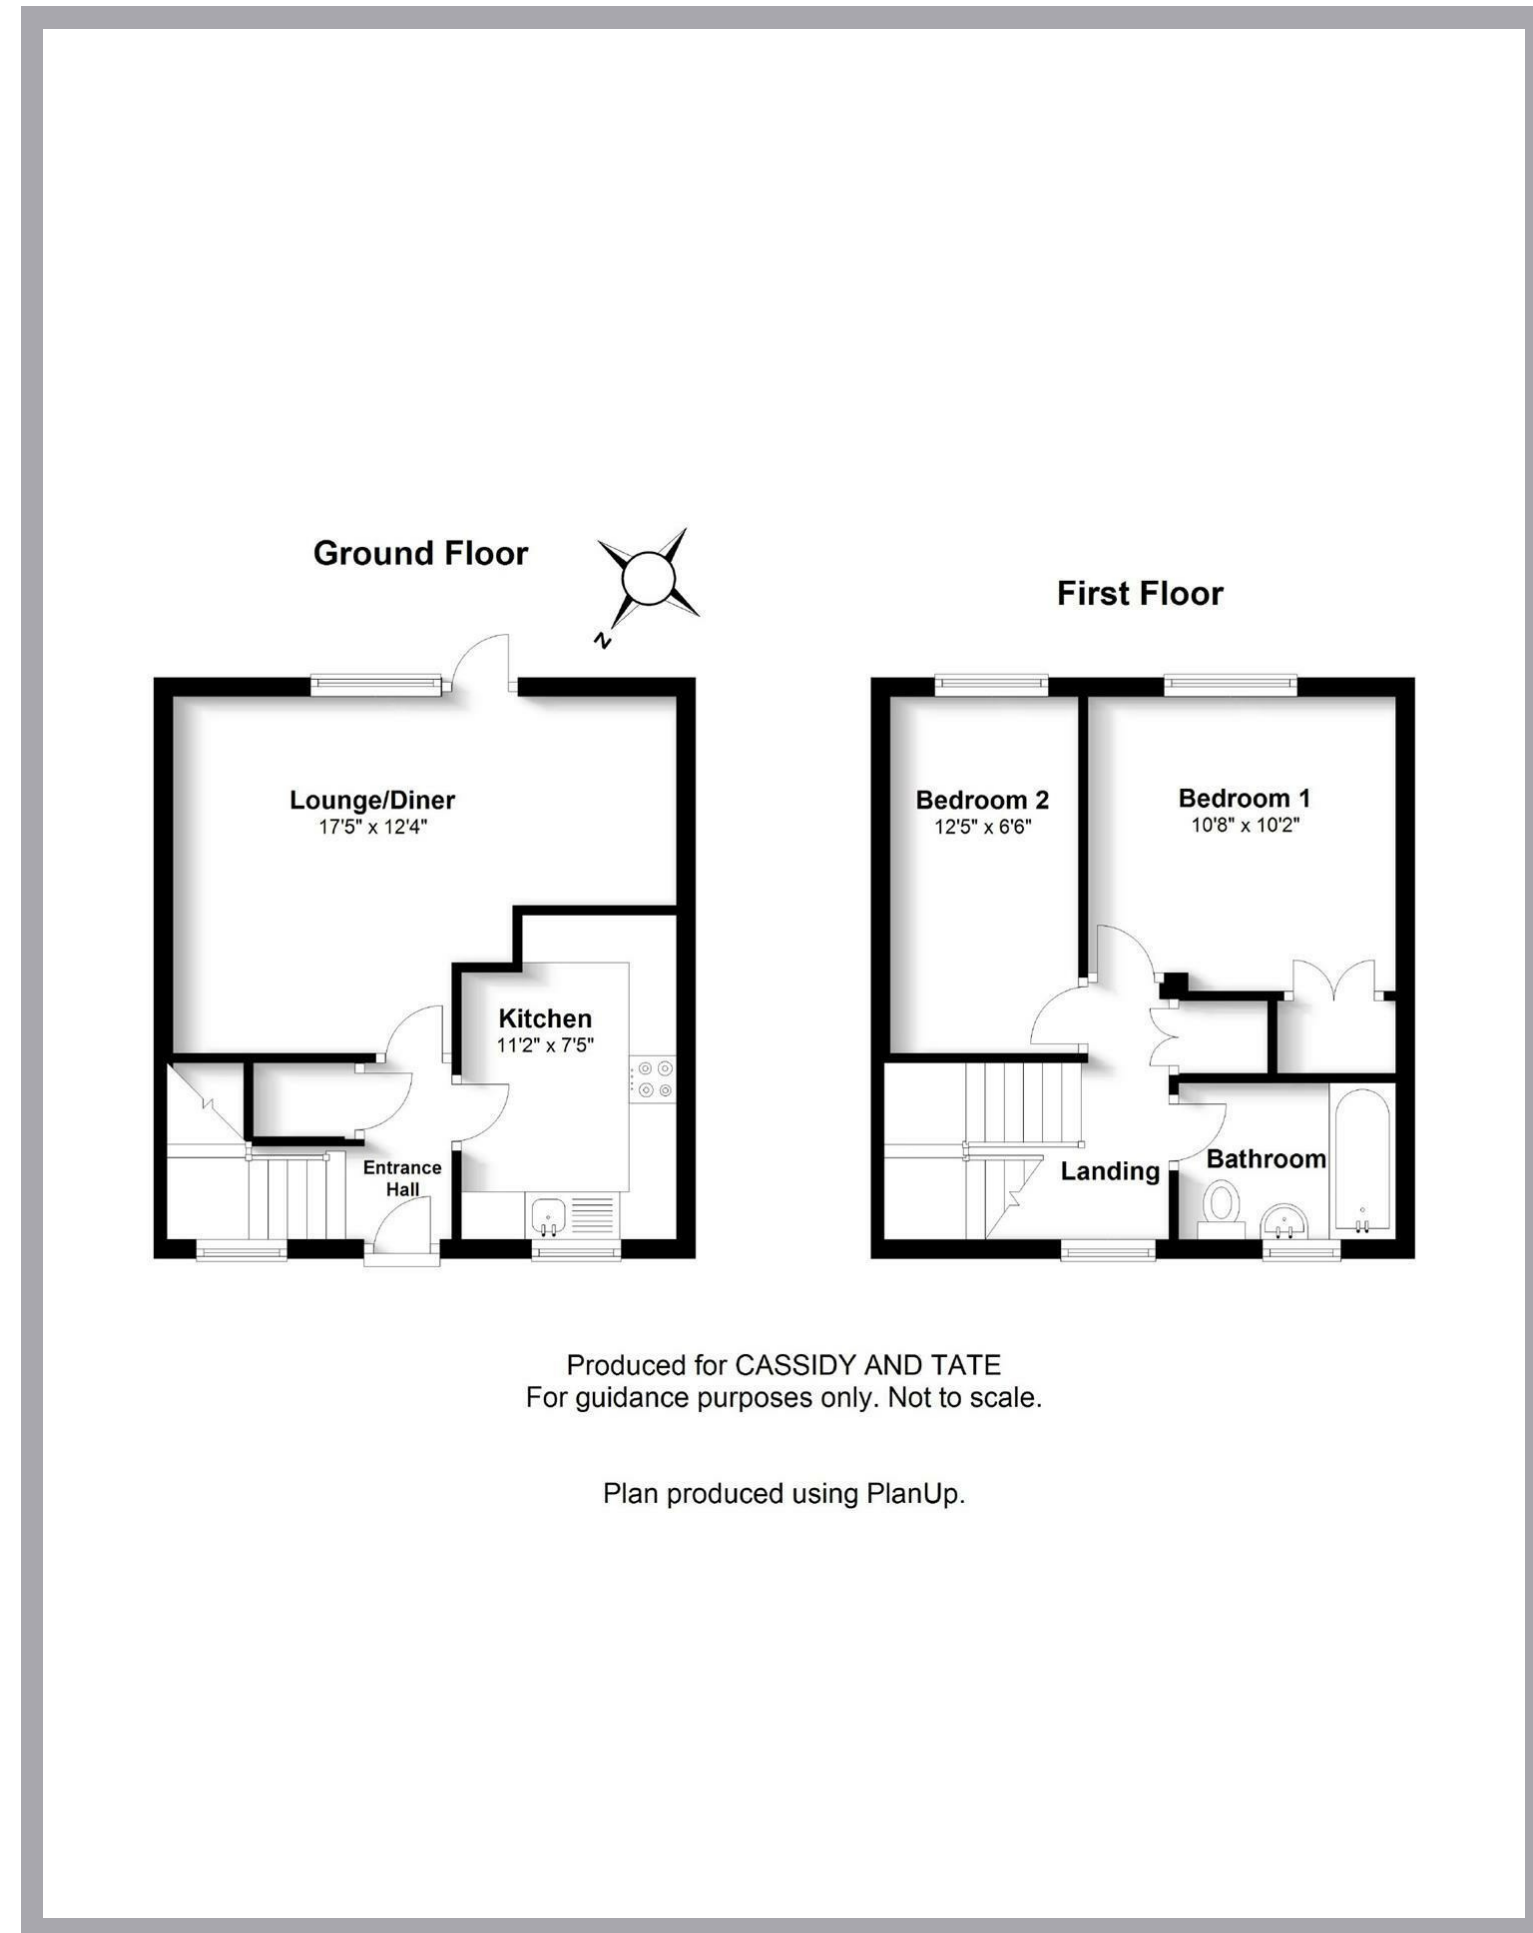 Ground Floor
N
First Floor
Lounge/Diner
17'5" x 12'4"
Bedroom 2
12'5" x 6'6"
Bedroom 1
10'8" x 10'2"
Kitchen
11'2" x 7'5"
Entrance
Hall
Landing
Bathroom
Produced for CASSIDY AND TATE
For guidance purposes only. Not to scale.
Plan produced using PlanUp.